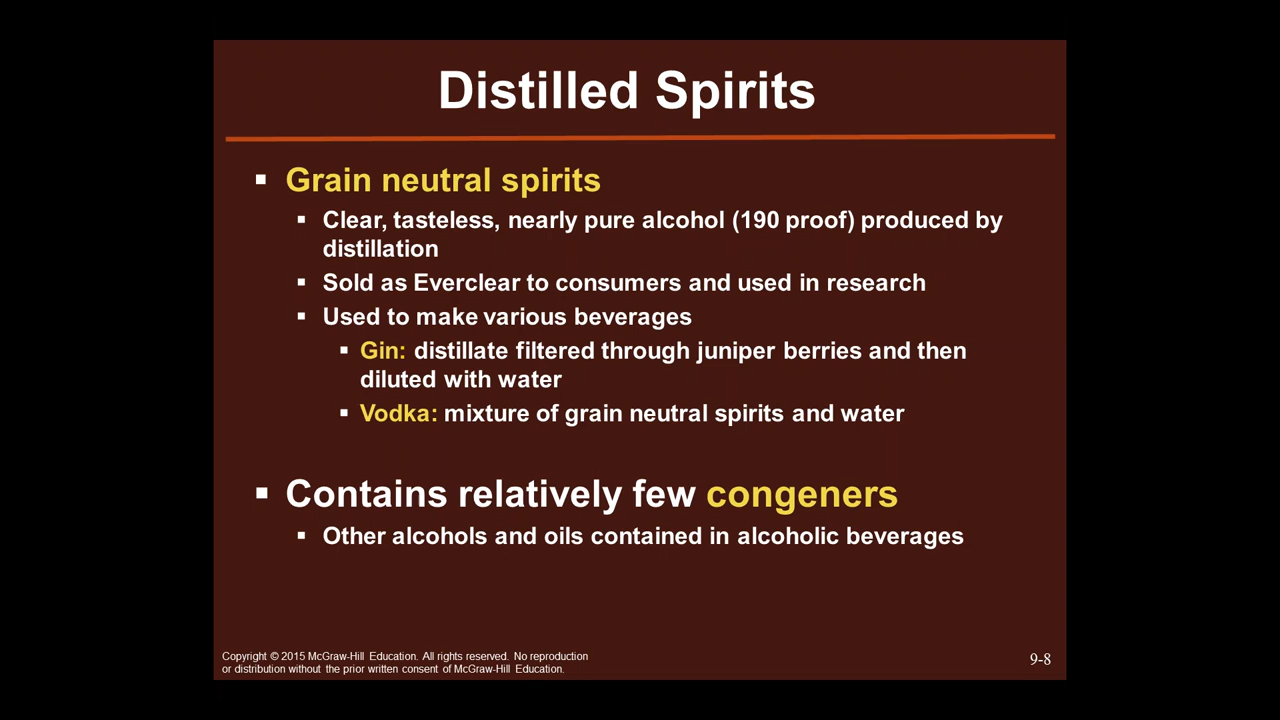 Distilled Spirits
▪ Grain neutral spirits
▪ Clear, tasteless, nearly pure alcohol (190 proof) produced by
distillation
▪ Sold as Everclear to consumers and used in research
▪ Used to make various beverages
▪ Gin: distillate filtered through juniper berries and then
diluted with water
▪ Vodka: mixture of grain neutral spirits and water
▪ Contains relatively few congeners
▪ Other alcohols and oils contained in alcoholic beverages
Copyright © 2015 McGraw-Hill Education. All rights reserved. No reproduction
or distribution without the prior written consent of McGraw-Hill Education.
9-8